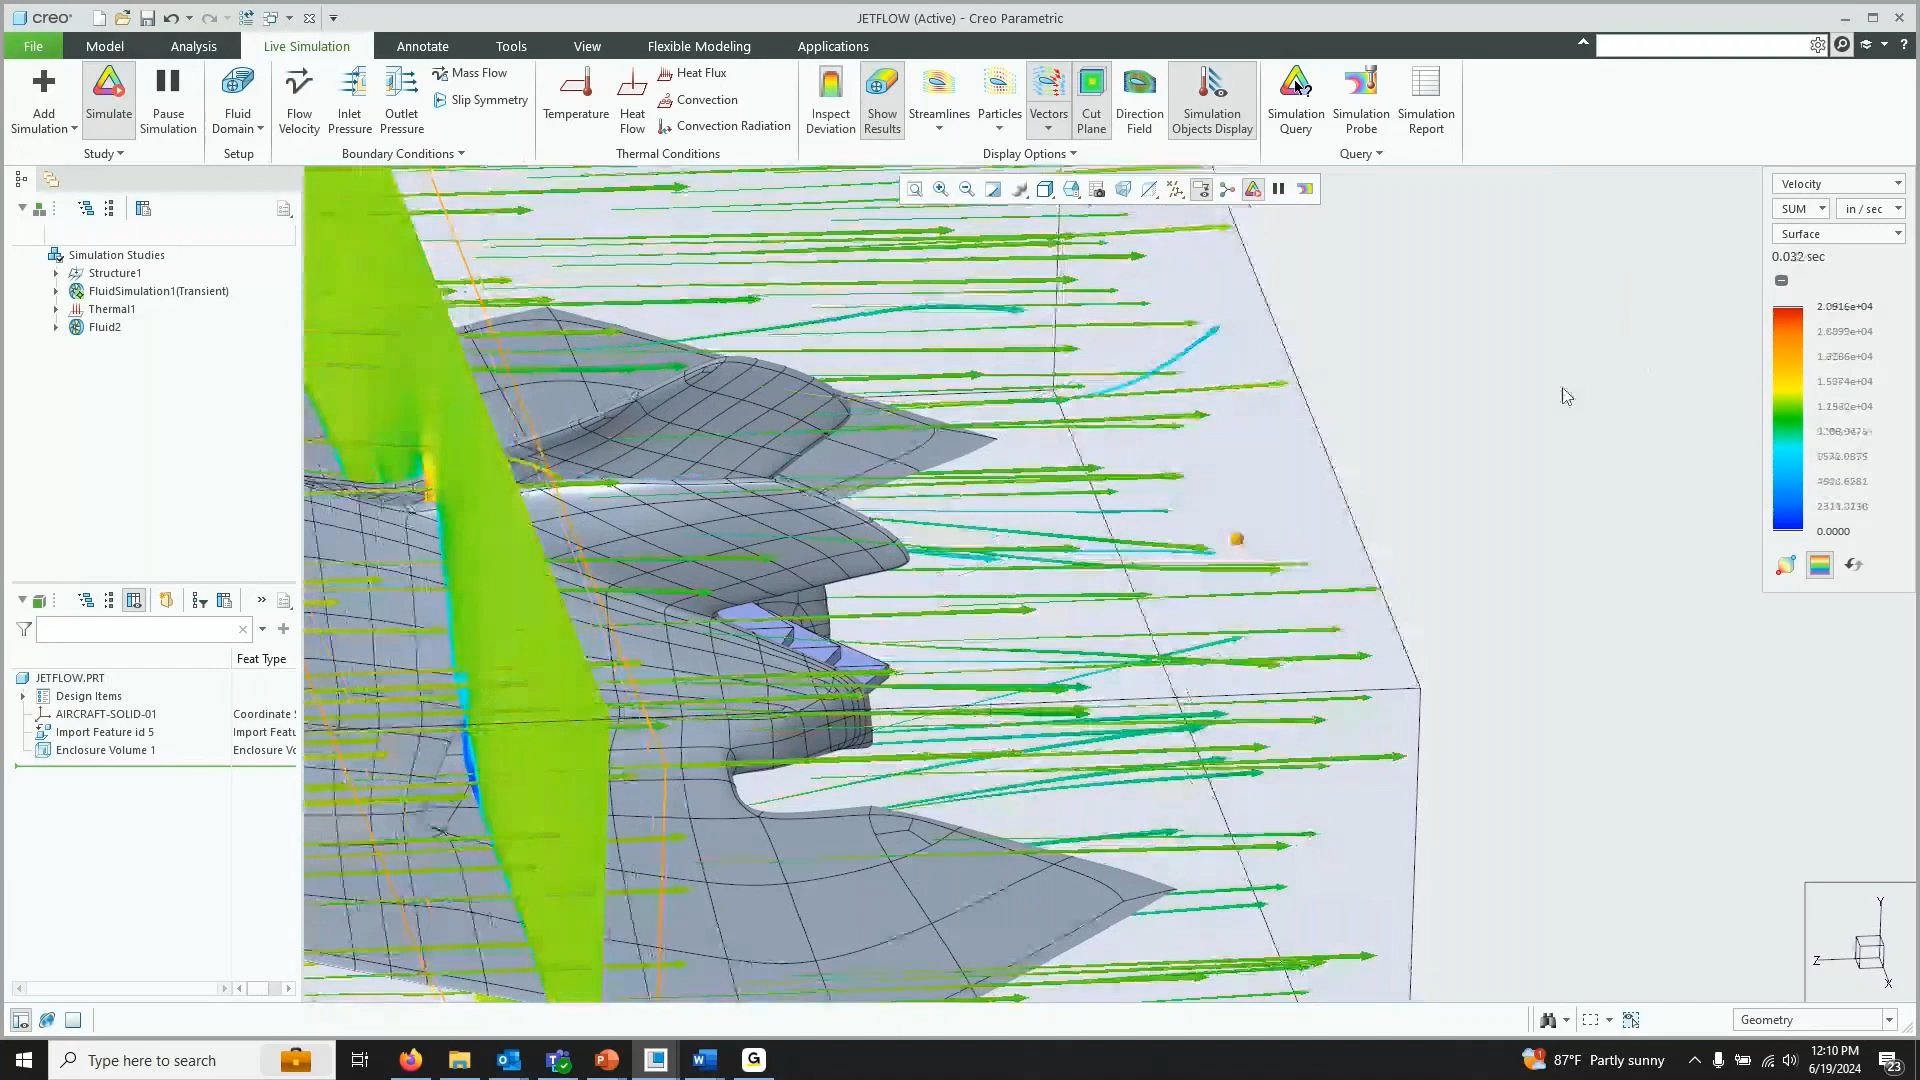 creo
JETFLOW (Active) - Creo Parametric
File
Model
Analysis
Live Simulation
Annotate
Tools
View
Flexible Modeling
Applications
Add Simulation
Simulate
Pause Simulation
Study
Fluid Domain
Setup
Flow Velocity
Inlet Pressure
Outlet Pressure
Mass Flow
Slip Symmetry
Boundary Conditions
Temperature
Heat Flow
Heat Flux
Convection
Convection Radiation
Thermal Conditions
Inspect Deviation
Show Results
Streamlines
Particles
Vectors
Cut Plane
Direction Field
Simulation Objects Display
Display Options
Simulation Query
Simulation Probe
Simulation Report
Query
Simulation Studies
Structure1
FluidSimulation1(Transient)
Thermal1
Fluid2
Feat Type
JETFLOW.PRT
Design Items
AIRCRAFT-SOLID-01
Coordinate
Import Feature id 5
Import Featu
Enclosure Volume 1
Enclosure Vo
Velocity
SUM
in / sec
Surface
0.032 sec
0.0000
Y
Z
X
Geometry
Type here to search
87°F Partly sunny
12:10 PM
6/19/2024
23